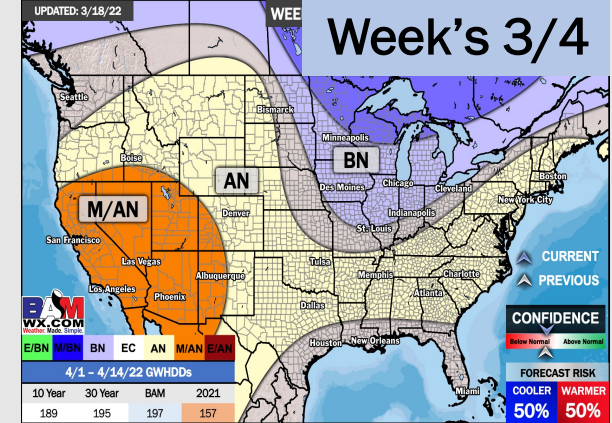 UPDATED: 3/18/22
WEE
Week's 3/4
Seattle
Bismarck
Minneapolis
Boise
BN
AN
Des Moines
Chicago
Cleveland
Boston
New York City
M/AN
Denver
Indianapolis
St. Louis
San Francisco
Las Vegas
CURRENT
Los Angeles
Phoenix
Albuquerque
Tulsa
Memphis
Charlotte
PREVIOUS
Atlanta
Dallas
BAM
WX.COM
Weather. Made. Simple.
Houston
New Orleans
CONFIDENCE
Below Normal
Above Normal
E/BN M/BN BN EC AN M/AN E/AN
4/1 – 4/14/22 GWHDDs
FORECAST RISK
Miami
10 Year 30 Year BAM 2021
189 195 197 157
COOLER WARMER
50% 50%